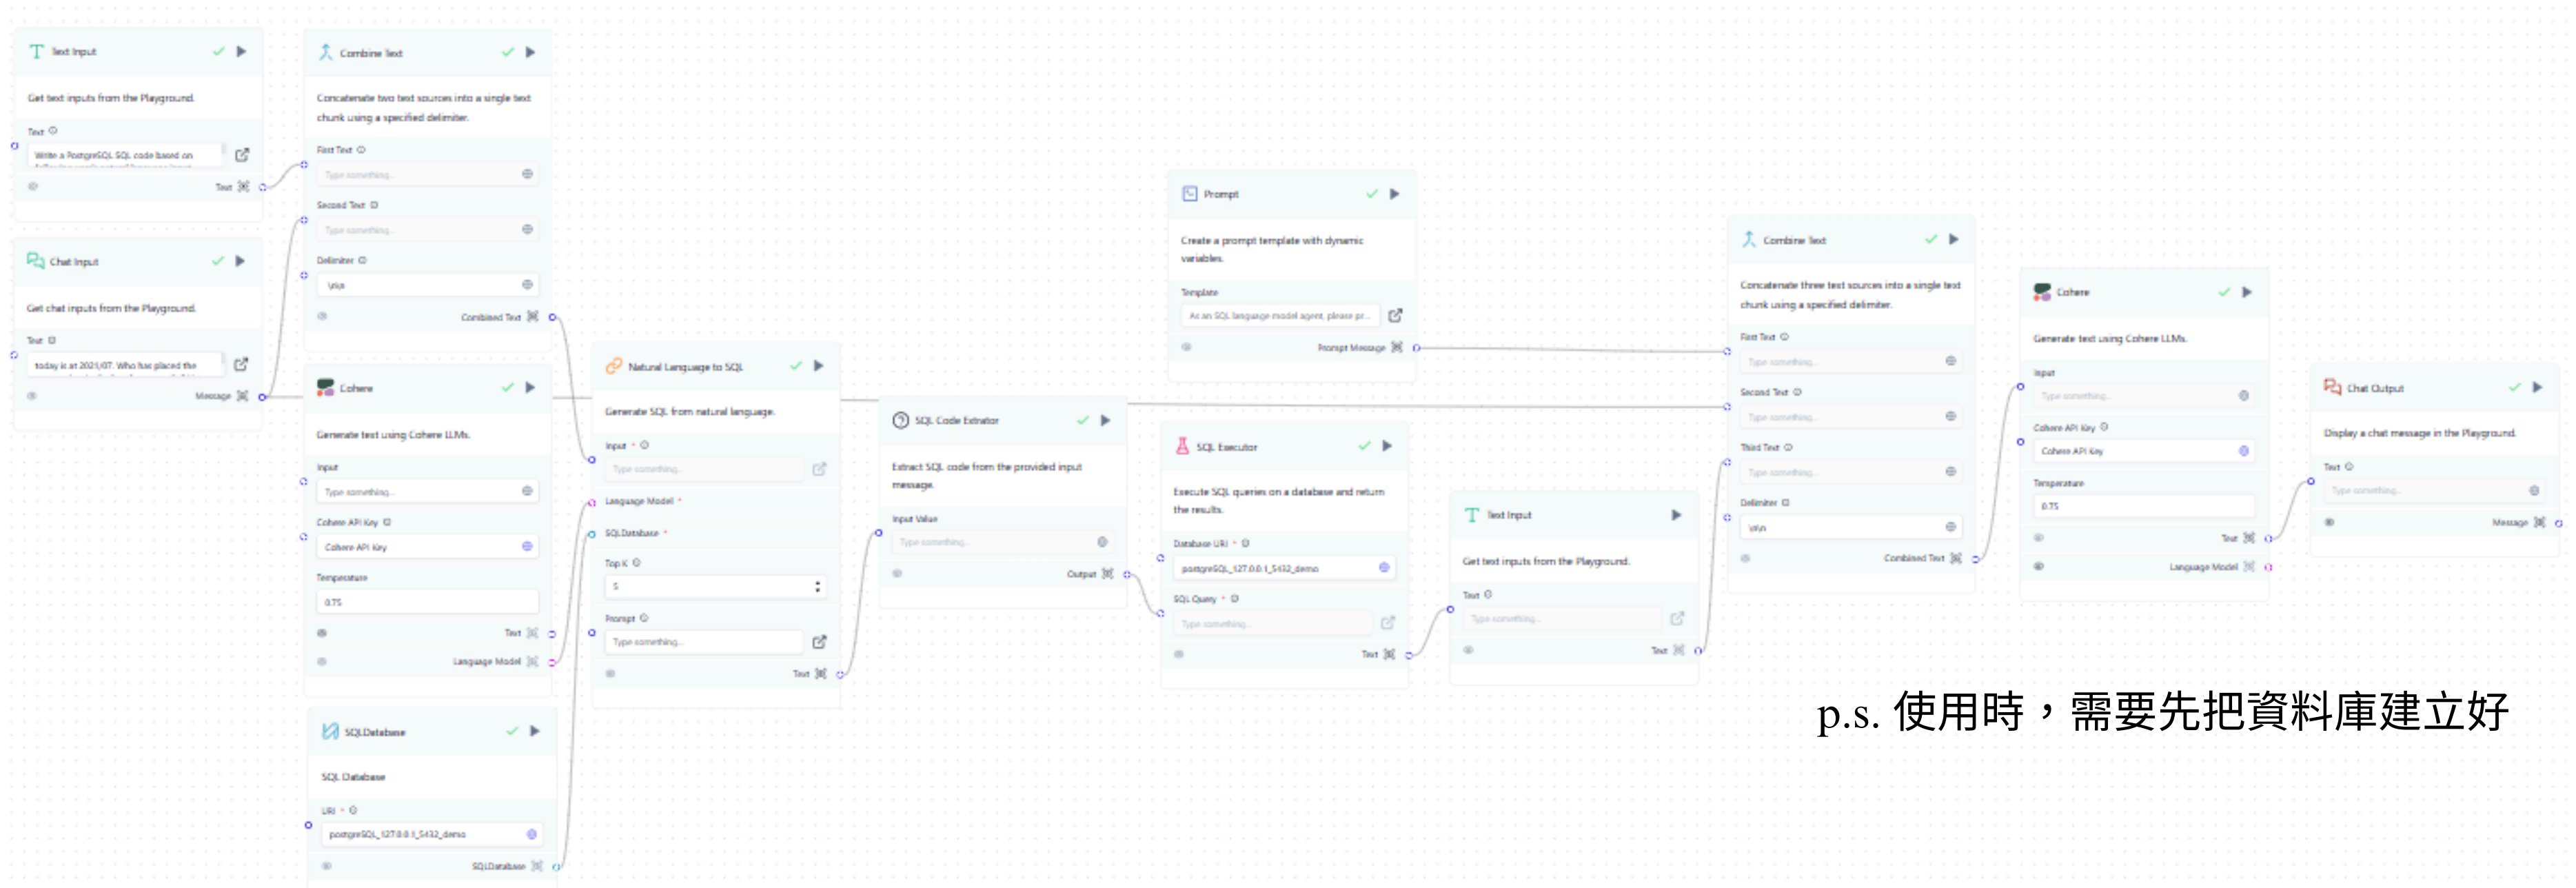 Text Input
Get text inputs from the Playground.
Text
Write a PostgreSQL SQL code based on
Text
Chat Input
Get chat inputs from the Playground.
Text
today is at 2021/07. Who has placed the
Message
Combine Text
Concatenate two text sources into a single text
chunk using a specified delimiter.
First Text
Type something...
Second Text
Type something...
Delimiter
\n\n
Combined Text
Cohere
Generate text using Cohere LLMs.
Input
Type something...
Cohere API Key
Cohere API Key
Temperature
0.75
Text
Language Model
SQLDatabase
SQL Database
URI *
postgreSQL_127.0.0.1_5432_demo
SQLDatabase
Natural Language to SQL
Generate SQL from natural language.
Input *
Type something...
Language Model *
SQLDatabase *
Top K
5
Prompt
Type something...
Text
SQL Code Extrator
Extract SQL code from the provided input
message.
Input Value
Type something...
Output
Prompt
Create a prompt template with dynamic
variables.
Template
As an SQL language model agent, please pr...
Prompt Message
SQL Executor
Execute SQL queries on a database and return
the results.
Database URI *
postgreSQL_127.0.0.1_5432_demo
SQL Query *
Type something...
Text
Text Input
Get text inputs from the Playground.
Text
Type something...
Text
Combine Text
Concatenate three text sources into a single text
chunk using a specified delimiter.
First Text
Type something...
Second Text
Type something...
Third Text
Type something...
Delimiter
\n\n
Combined Text
Cohere
Generate text using Cohere LLMs.
Input
Type something...
Cohere API Key
Cohere API Key
Temperature
0.75
Text
Language Model
Chat Output
Display a chat message in the Playground.
Text
Type something...
Message
p.s. 使用時，需要先把資料庫建立好